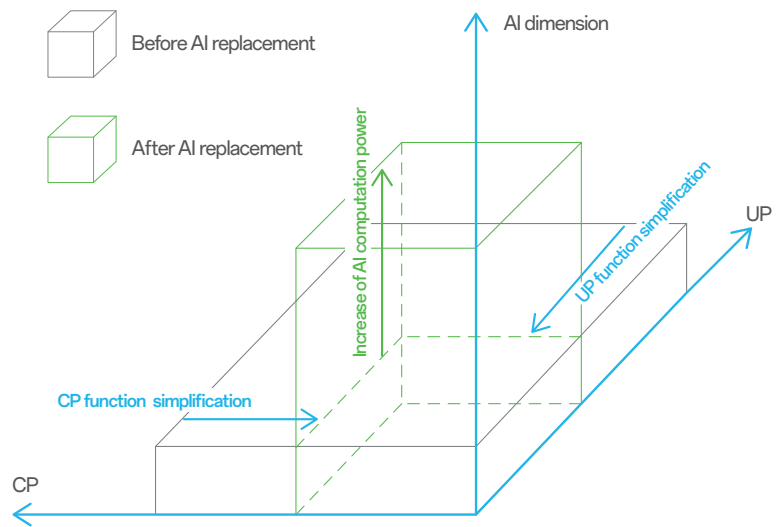 AI dimension
Before AI replacement
After AI replacement
Increase of AI computation power
UP function simplification
UP
CP function simplification
CP